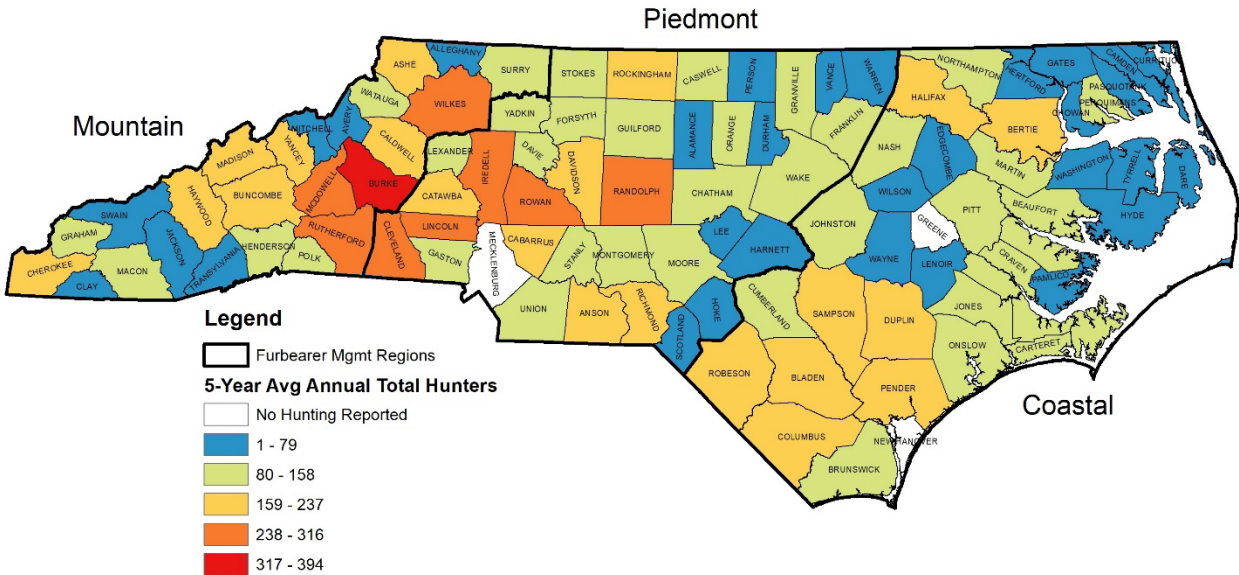 Piedmont
Mountain
Coastal
ALLEGHANY
ASHE
SURRY
STOKES
ROCKINGHAM
CASWELL
PERSON
GRANVILLE
VANCE
WARREN
NORTHAMPTON
HERTFORD
GATES
CAMDEN
CURRITUC
PASQUOTANK
PERQUIMANS
CHOWAN
WATAUGA
WILKES
YADKIN
FORSYTH
GUILFORD
ALAMANCE
ORANGE
DURHAM
FRANKLIN
HALIFAX
BERTIE
MITCHELL
AVERY
CALDWELL
LEXANDER
DAVIE
IREDELL
DAVIDSON
RANDOLPH
CHATHAM
WAKE
NASH
EDGECOMBE
MARTIN
WASHINGTON
TYRRELL
DARE
MADISON
YANCEY
BURKE
MCDOWELL
CATAWBA
ROWAN
WILSON
PITT
BEAUFORT
HYDE
HAYWOOD
BUNCOMBE
RUTHERFORD
LINCOLN
CLEVELAND
GASTON
MECKLENBURG
CABARRUS
STANLY
MONTGOMERY
MOORE
LEE
HARNETT
JOHNSTON
WAYNE
GREENE
LENOIR
CRAVEN
PAMLICO
SWAIN
GRAHAM
JACKSON
HENDERSON
POLK
CHEROKEE
CLAY
MACON
TRANSYLVANIA
UNION
ANSON
RICHMOND
SCOTLAND
HOKE
CUMBERLAND
SAMPSON
DUPLIN
JONES
ONSLOW
CARTERET
ROBESON
BLADEN
PENDER
COLUMBUS
NEW HANOVER
BRUNSWICK
Legend
Furbearer Mgmt Regions
5-Year Avg Annual Total Hunters
No Hunting Reported
1 - 79
80 - 158
159 - 237
238 - 316
317 - 394